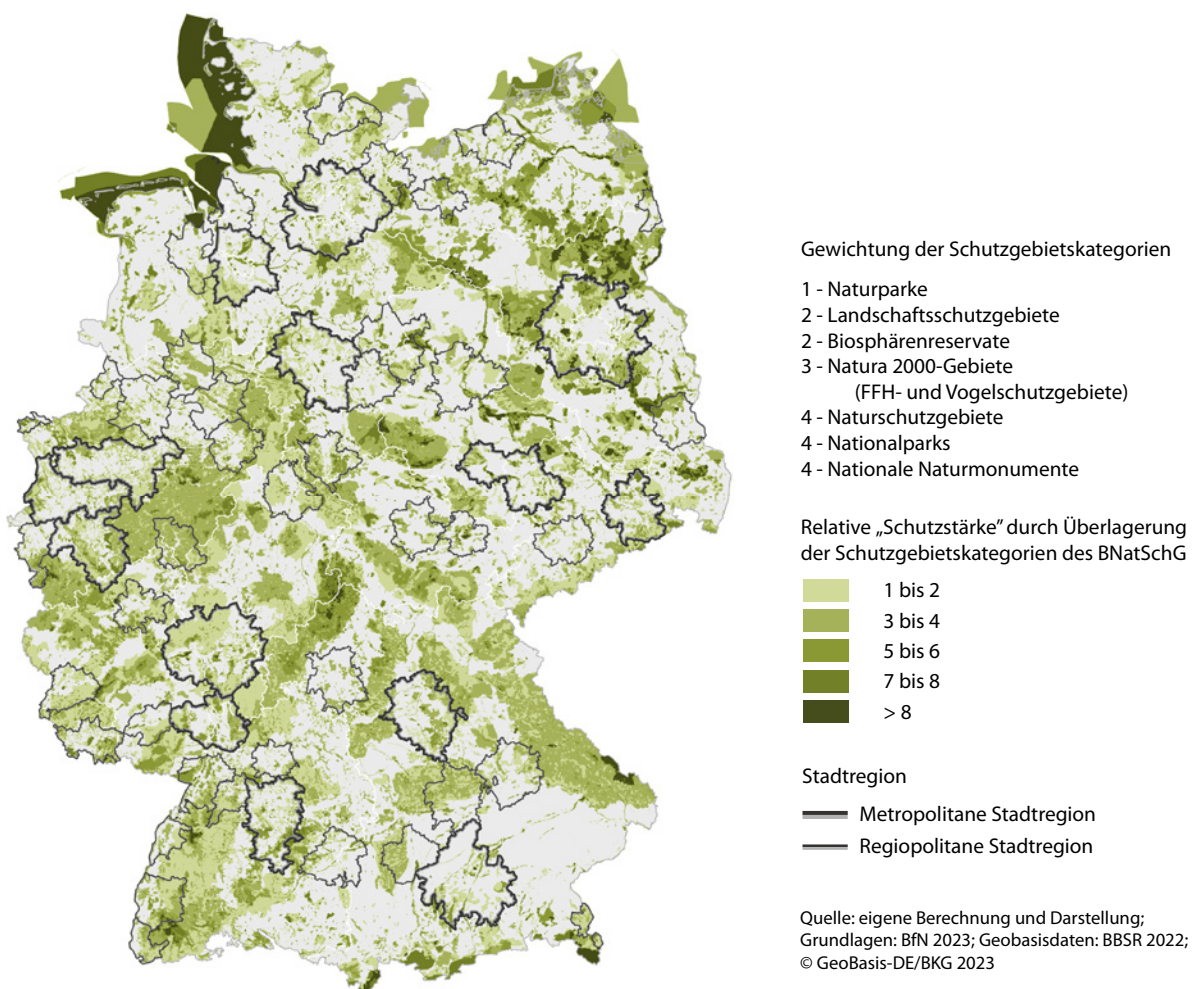 Gewichtung der Schutzgebietskategorien
1 - Naturparke
2 - Landschaftsschutzgebiete
2 - Biosphärenreservate
3 - Natura 2000-Gebiete
(FFH- und Vogelschutzgebiete)
4 - Naturschutzgebiete
4 - Nationalparks
4 - Nationale Naturmonumente
Relative „Schutzstärke” durch Überlagerung
der Schutzgebietskategorien des BNatSchG
1 bis 2
3 bis 4
5 bis 6
7 bis 8
> 8
Stadtregion
Metropolitane Stadtregion
Regiopolitane Stadtregion
Quelle: eigene Berechnung und Darstellung;
Grundlagen: BfN 2023; Geobasisdaten: BBSR 2022;
© GeoBasis-DE/BKG 2023